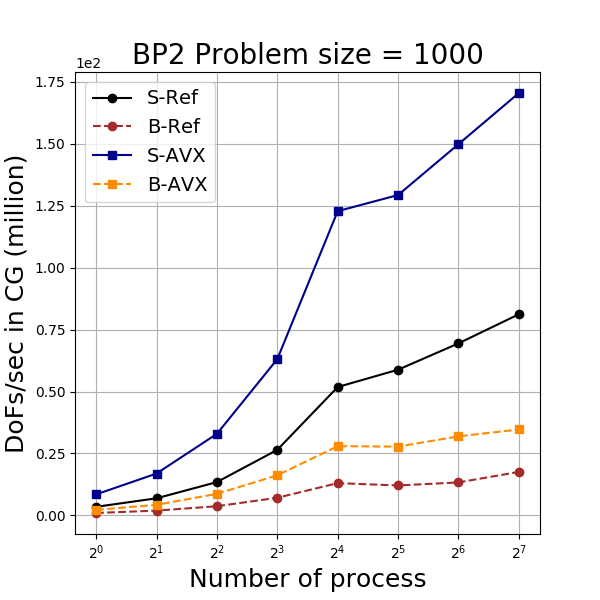 BP2 Problem size = 1000
1e2
1.75
1.50
1.25
1.00
0.75
0.50
0.25
0.00
DoFs/sec in CG (million)
S-Ref
B-Ref
S-AVX
B-AVX
2^0 2^1 2^2 2^3 2^4 2^5 2^6 2^7
Number of process